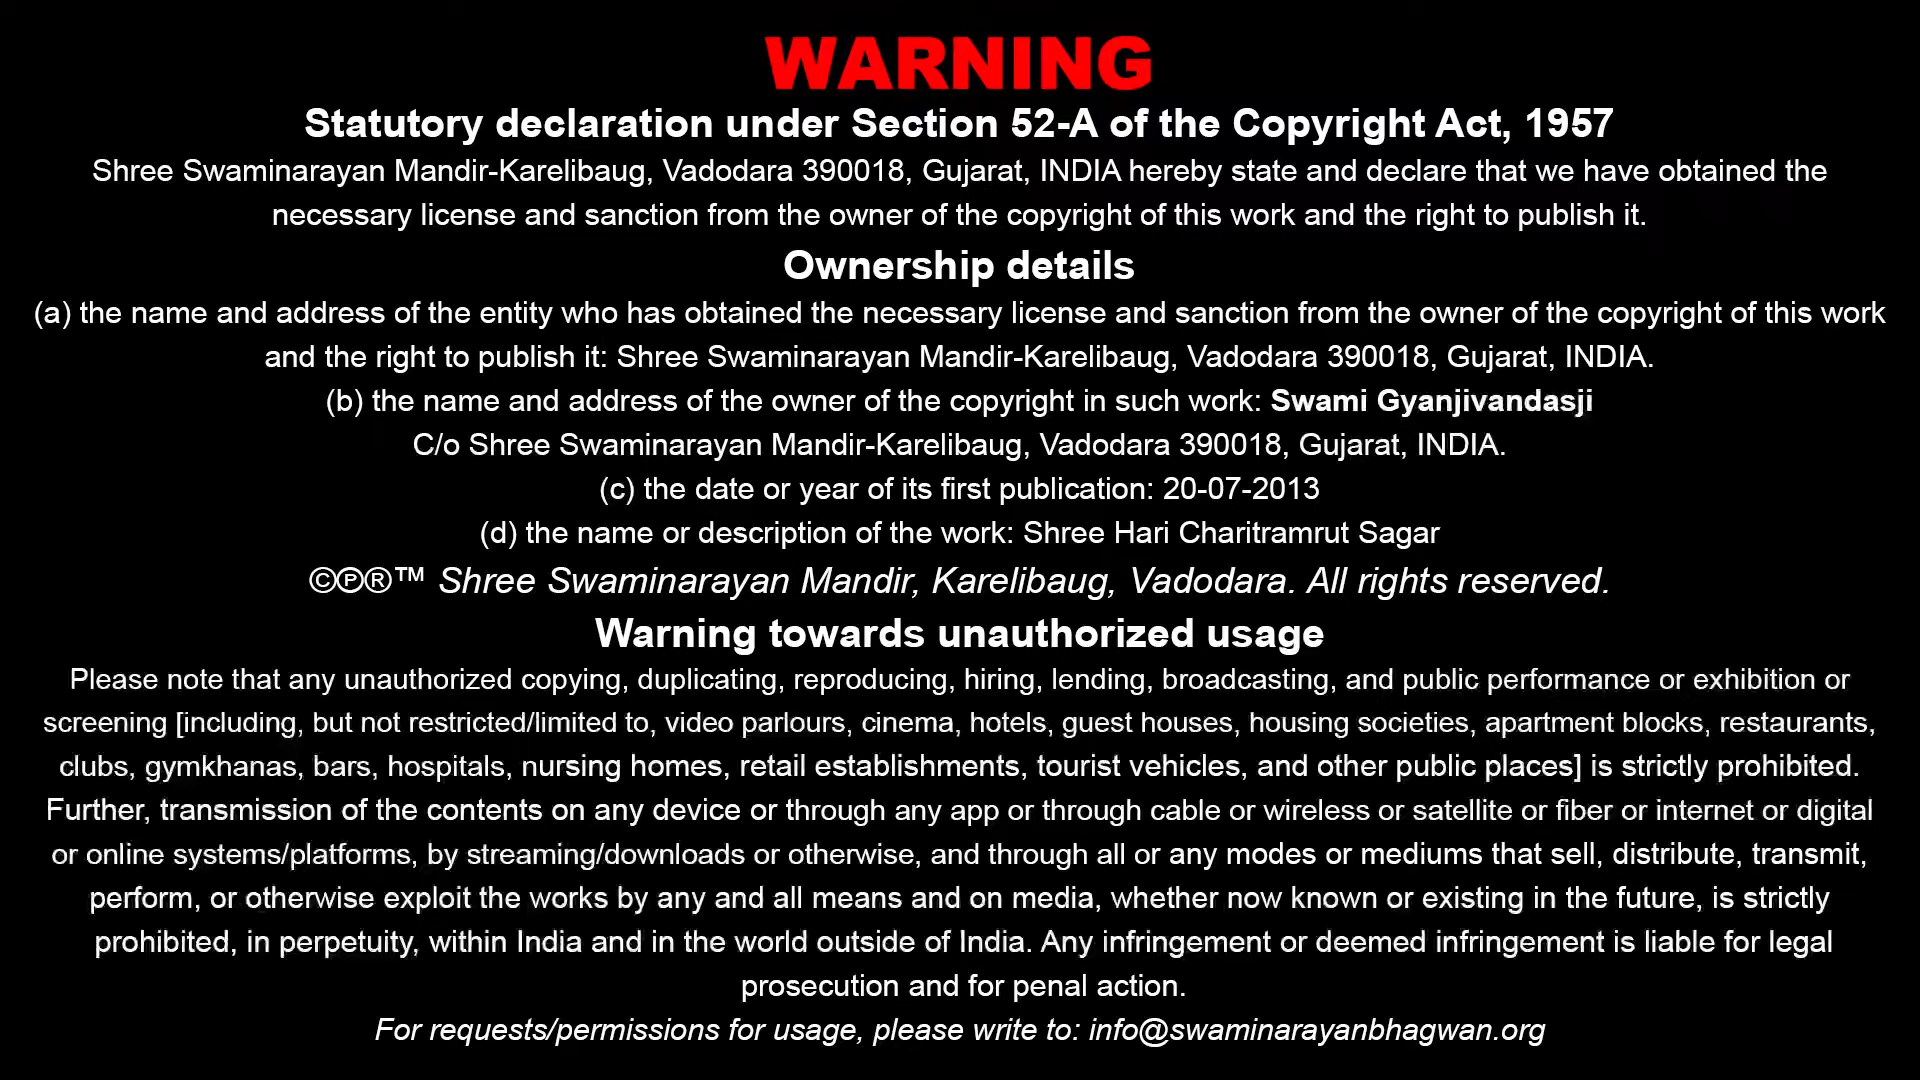 WARNING
Statutory declaration under Section 52-A of the Copyright Act, 1957
Shree Swaminarayan Mandir-Karelibaug, Vadodara 390018, Gujarat, INDIA hereby state and declare that we have obtained the
necessary license and sanction from the owner of the copyright of this work and the right to publish it.
Ownership details
(a) the name and address of the entity who has obtained the necessary license and sanction from the owner of the copyright of this work
and the right to publish it: Shree Swaminarayan Mandir-Karelibaug, Vadodara 390018, Gujarat, INDIA.
(b) the name and address of the owner of the copyright in such work: Swami Gyanjivandasji
C/o Shree Swaminarayan Mandir-Karelibaug, Vadodara 390018, Gujarat, INDIA.
(c) the date or year of its first publication: 20-07-2013
(d) the name or description of the work: Shree Hari Charitramrut Sagar
©℗®™ Shree Swaminarayan Mandir, Karelibaug, Vadodara. All rights reserved.
Warning towards unauthorized usage
Please note that any unauthorized copying, duplicating, reproducing, hiring, lending, broadcasting, and public performance or exhibition or
screening [including, but not restricted/limited to, video parlours, cinema, hotels, guest houses, housing societies, apartment blocks, restaurants,
clubs, gymkhanas, bars, hospitals, nursing homes, retail establishments, tourist vehicles, and other public places] is strictly prohibited.
Further, transmission of the contents on any device or through any app or through cable or wireless or satellite or fiber or internet or digital
or online systems/platforms, by streaming/downloads or otherwise, and through all or any modes or mediums that sell, distribute, transmit,
perform, or otherwise exploit the works by any and all means and on media, whether now known or existing in the future, is strictly
prohibited, in perpetuity, within India and in the world outside of India. Any infringement or deemed infringement is liable for legal
prosecution and for penal action.
For requests/permissions for usage, please write to: info@swaminarayanbhagwan.org